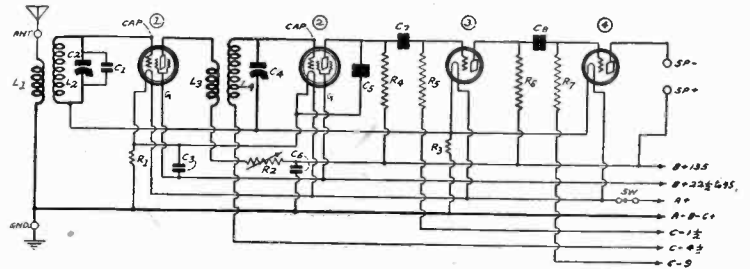 CAP. 1
CAP. 2
3
4
ANT.
C2
C1
L1
L2
G
L3
L4
C4
G
C5
C7
R4
R5
C8
R6
R7
SP-
SP+
R1
C3
R2
C6
R3
B+135
B+22½ to 45.
SW
A+
A-B-C+
C-1½
C-4½
C-9
GND.